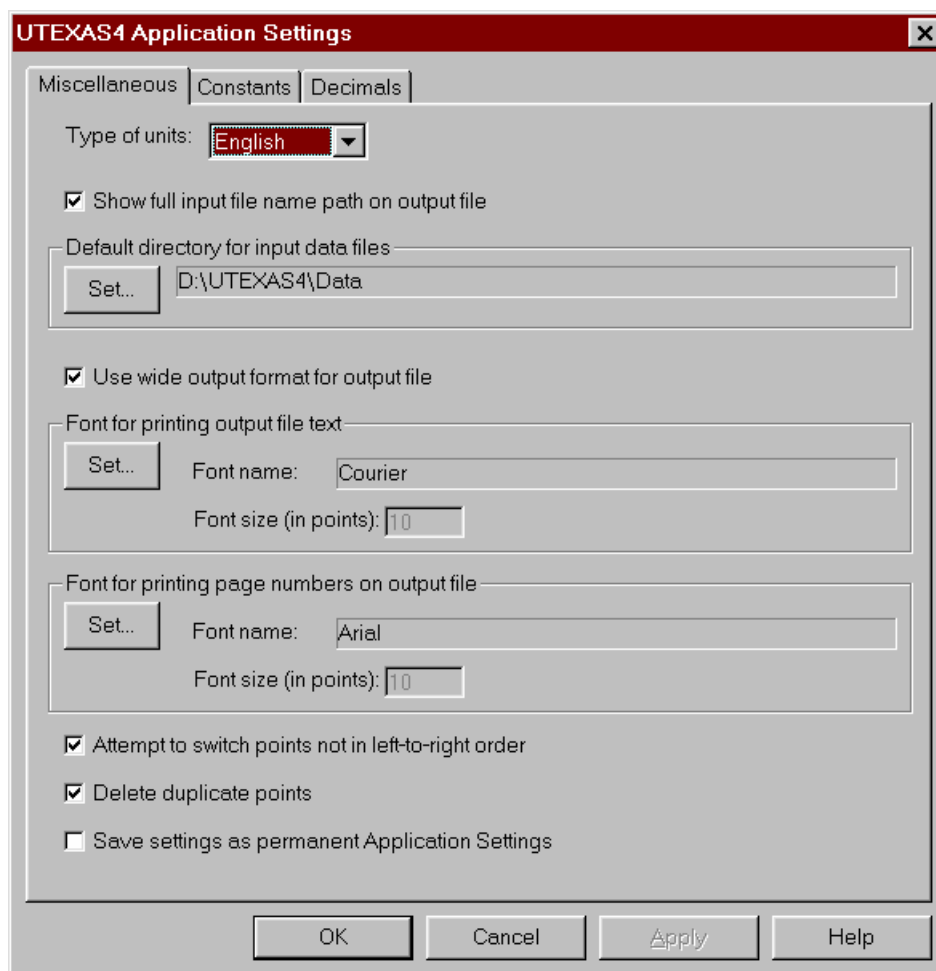 UTEXAS4 Application Settings
Miscellaneous Constants Decimals
Type of units: English
Show full input file name path on output file
Default directory for input data files
Set... D:\UTEXAS4\Data
Use wide output format for output file
Font for printing output file text
Set... Font name: Courier
Font size (in points): 10
Font for printing page numbers on output file
Set... Font name: Arial
Font size (in points): 10
Attempt to switch points not in left-to-right order
Delete duplicate points
Save settings as permanent Application Settings
OK Cancel Apply Help